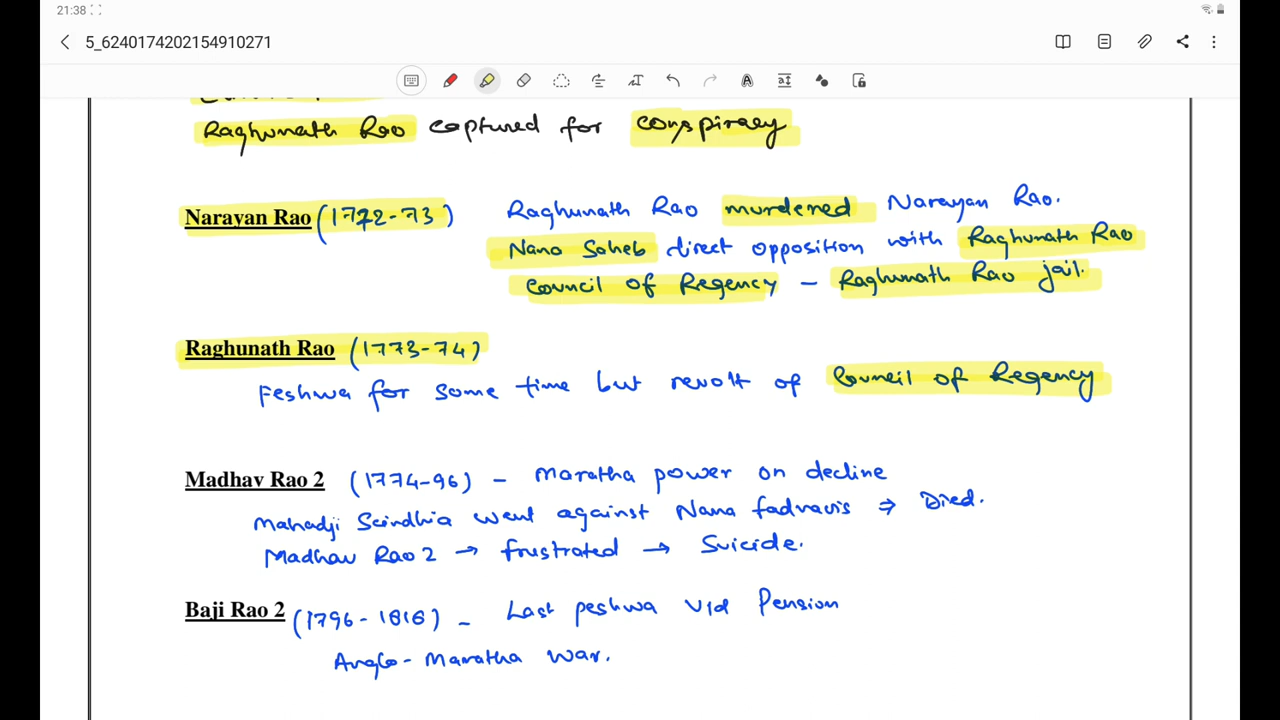 21:38
5_6240174202154910271
Raghunath Rao captured for conspiracy
Narayan Rao (1772-73) Raghunath Rao murdered Narayan Rao.
Nana Saheb direct opposition with Raghunath Rao
Council of Regency - Raghunath Rao jail.
Raghunath Rao (1773-74)
Peshwa for some time but revolt of Council of Regency
Madhav Rao 2 (1774-96) - Maratha power on decline
Mahadji Scindhia went against Nana fadnavis ⇒ Died.
Madhav Rao 2 → frustrated → Suicide.
Baji Rao 2 (1796-1818) - Last peshwa Pension
Anglo-Maratha war.